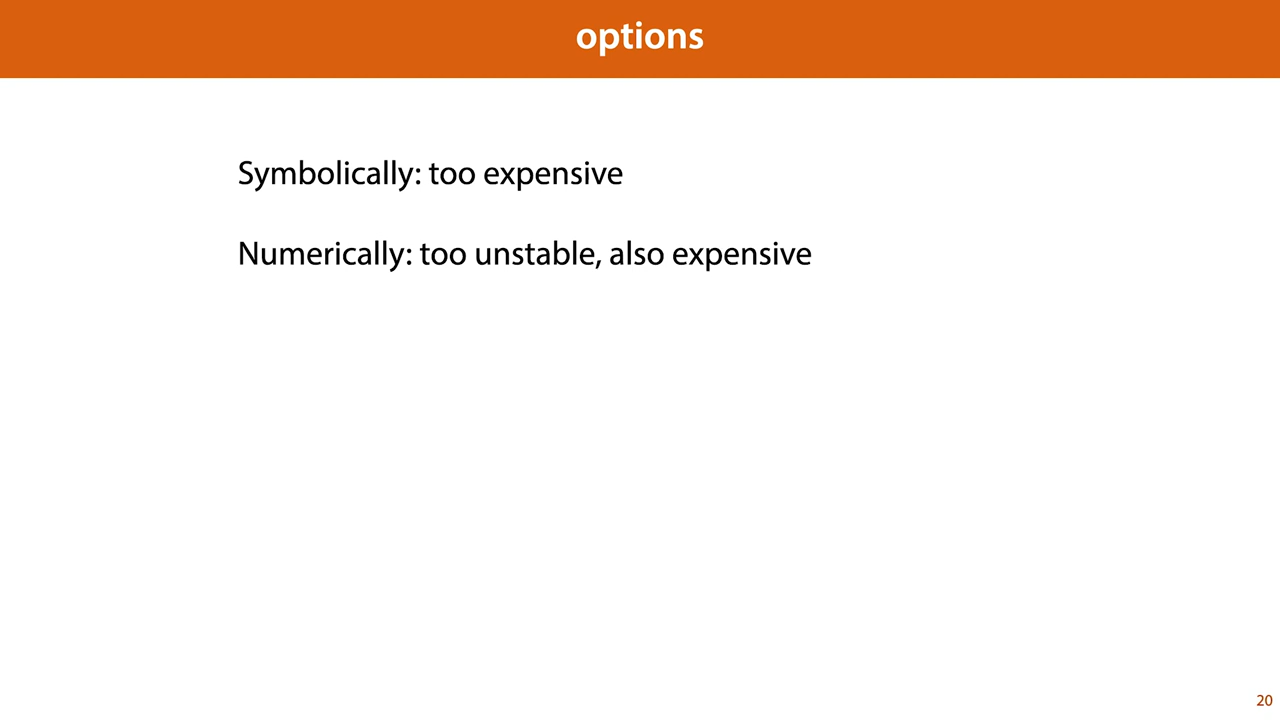 options
Symbolically: too expensive
Numerically: too unstable, also expensive
20